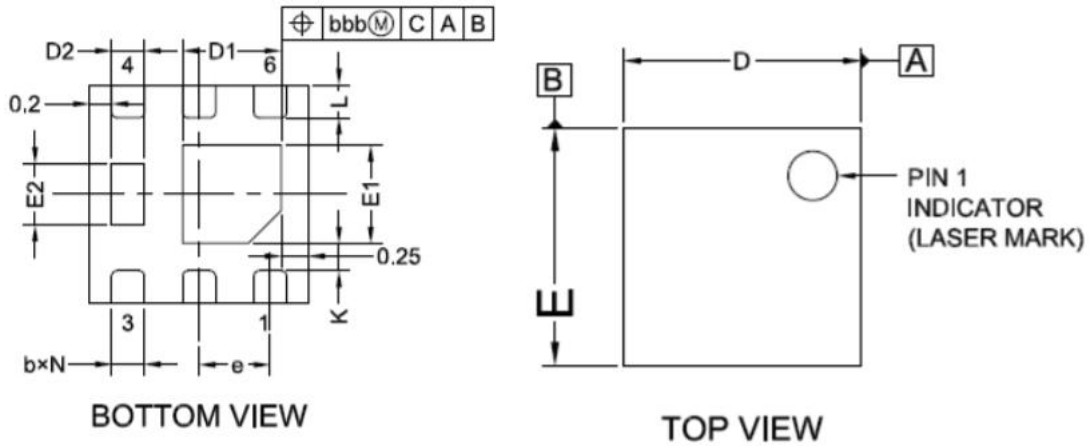 ⌖ bbbⓂ C A B
D2 D1
4 6
0.2 L
E2 E1
0.25
K
3 1
b×N e
BOTTOM VIEW
D A
B
PIN 1
INDICATOR
(LASER MARK)
E
TOP VIEW